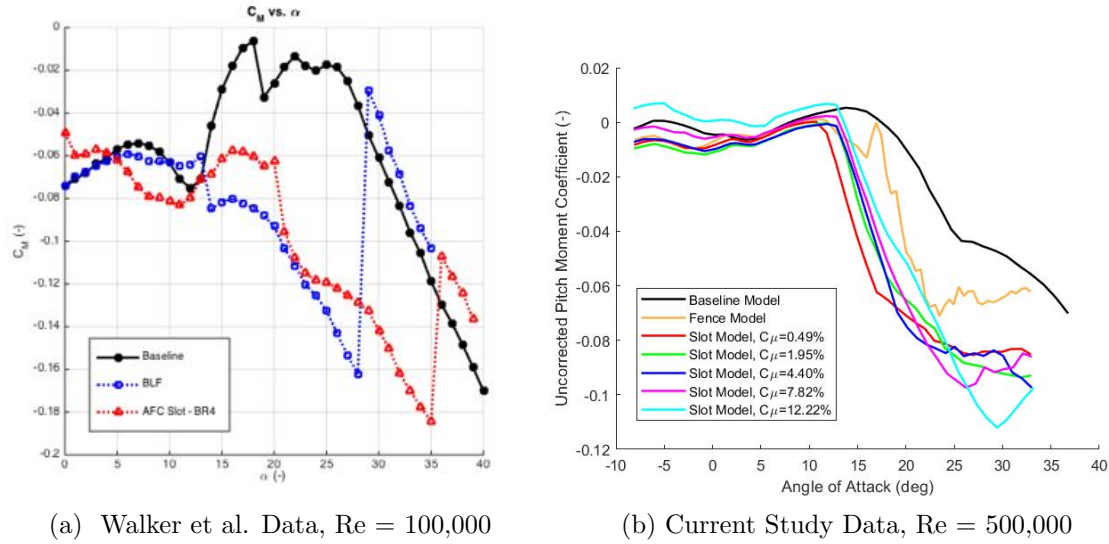 C_M vs. α
0
-0.02
-0.04
-0.06
-0.08
-0.1
-0.12
-0.14
-0.16
-0.18
-0.2
C_M (-)
Baseline
BLF
AFC Slot - BR4
0 5 10 15 20 25 30 35 40
α (-)
(a) Walker et al. Data, Re = 100,000
0.02
0
-0.02
-0.04
-0.06
-0.08
-0.1
-0.12
Uncorrected Pitch Moment Coefficient (-)
Baseline Model
Fence Model
Slot Model, Cμ=0.49%
Slot Model, Cμ=1.95%
Slot Model, Cμ=4.40%
Slot Model, Cμ=7.82%
Slot Model, Cμ=12.22%
-10 -5 0 5 10 15 20 25 30 35 40
Angle of Attack (deg)
(b) Current Study Data, Re = 500,000